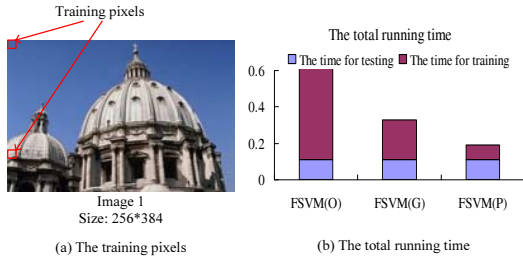 Training pixels
Image 1
Size: 256*384
(a) The training pixels
The total running time
The time for testing
The time for training
0.6
0.4
0.2
0
FSVM(O)
FSVM(G)
FSVM(P)
(b) The total running time